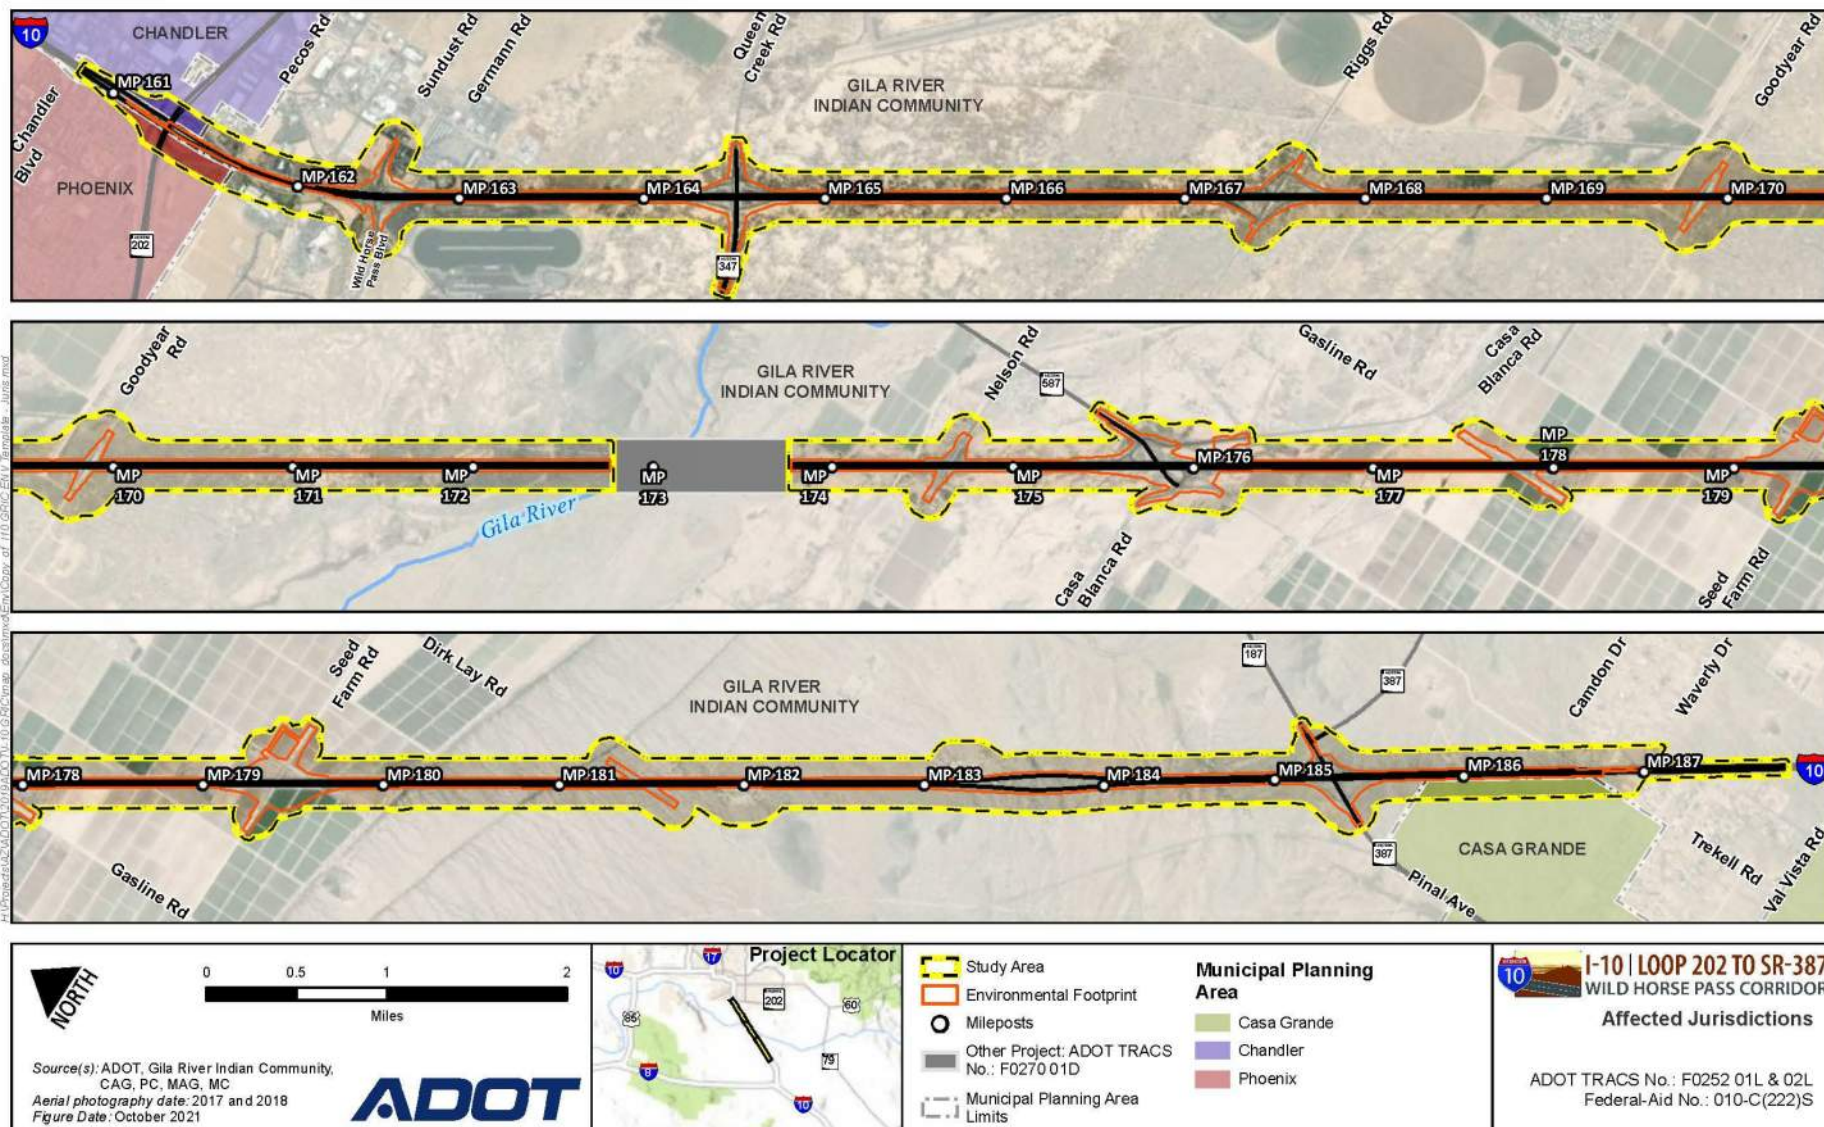 10
CHANDLER
Pecos Rd
Sundust Rd
Germann Rd
Queen
Creek Rd
GILA RIVER
INDIAN COMMUNITY
Riggs Rd
Goodyear Rd
MP 161
Chandler
Blvd
PHOENIX
202
MP 162
MP 163
MP 164
MP 165
MP 166
MP 167
MP 168
MP 169
MP 170
Wild Horse
Pass Blvd
347
Goodyear
Rd
GILA RIVER
INDIAN COMMUNITY
Nelson Rd
587
Gasline Rd
Casa
Blanca Rd
MP
170
MP
171
MP
172
MP
173
MP
174
MP
175
MP 176
MP
177
MP
178
MP
179
Gila River
Casa
Blanca Rd
Seed
Farm Rd
Seed
Farm Rd
Dirk Lay Rd
GILA RIVER
INDIAN COMMUNITY
187
387
Camdon Dr
Waverly Dr
MP 178
MP 179
MP 180
MP 181
MP 182
MP 183
MP 184
MP 185
MP 186
MP 187
10
Gasline Rd
387
Pinal Ave
CASA GRANDE
Trekell Rd
Val Vista Rd
NORTH
0 0.5 1 2
Miles
Source(s): ADOT, Gila River Indian Community,
CAG, PC, MAG, MC
Aerial photography date: 2017 and 2018
Figure Date: October 2021
ADOT
Project Locator
10
17
202
60
85
8
79
10
Study Area
Environmental Footprint
Mileposts
Other Project: ADOT TRACS
No.: F0270 01D
Municipal Planning Area
Limits
Municipal Planning
Area
Casa Grande
Chandler
Phoenix
10
I-10 | LOOP 202 TO SR-387
WILD HORSE PASS CORRIDOR
Affected Jurisdictions
ADOT TRACS No.: F0252 01L & 02L
Federal-Aid No.: 010-C(222)S